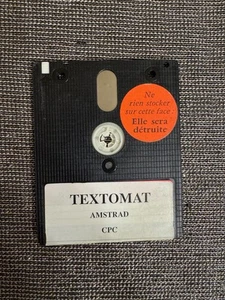 Ne
rien stocker
sur cette face
Elle sera
détruite
TEXTOMAT
AMSTRAD
CPC